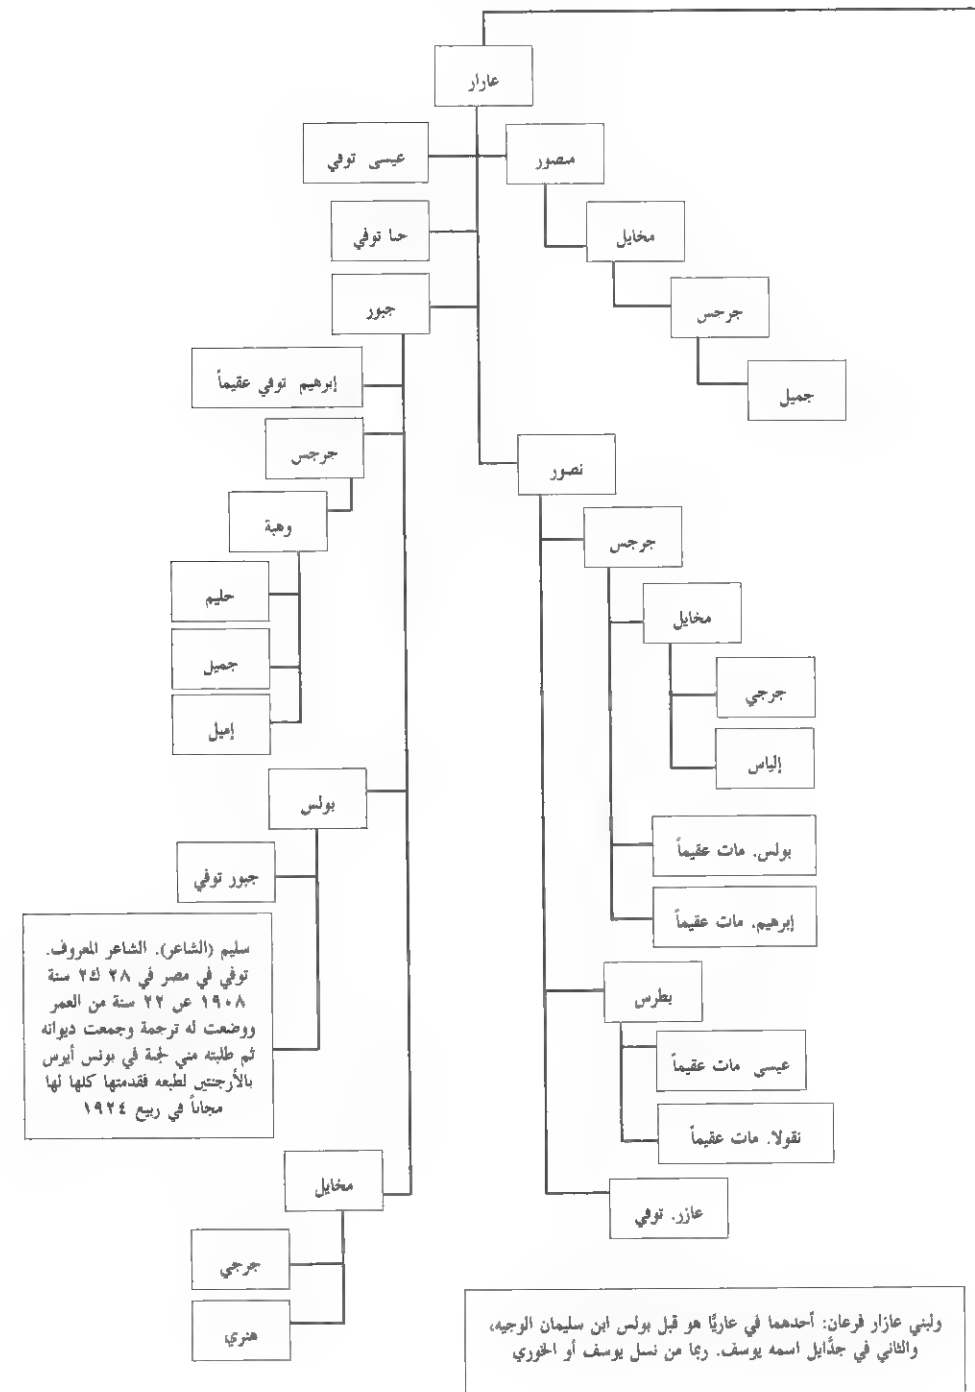 عازار
منصور
عيسى توفي
مخايل
حنا توفي
جرجس
جبور
جميل
إبرهيم توفي عقيماً
جرجس
نصور
وهبة
جرجس
حليم
مخايل
جميل
جرجي
إميل
إلياس
بولس
بولس. مات عقيماً
جبور توفي
إبرهيم. مات عقيماً
سليم (الشاعر). الشاعر المعروف.
توفي في مصر في ٢٨ ك٢ سنة
١٩٠٨ عن ٢٢ سنة من العمر
ووضعت له ترجمة وجمعت ديوانه
ثم طلبته مني لجنة في بونس أيرس
بالأرجنتين لطبعه فقدمتها كلها لها
مجاناً في ربيع ١٩٢٤
بطرس
عيسى مات عقيماً
نقولا. مات عقيماً
مخايل
عازر. توفي
جرجي
هنري
ولبني عازار فرعان: أحدهما في عاريّا هو قبل بولس ابن سليمان الوجيه،
والثاني في جدَّايل اسمه يوسف. ربما من نسل يوسف أو الخوري